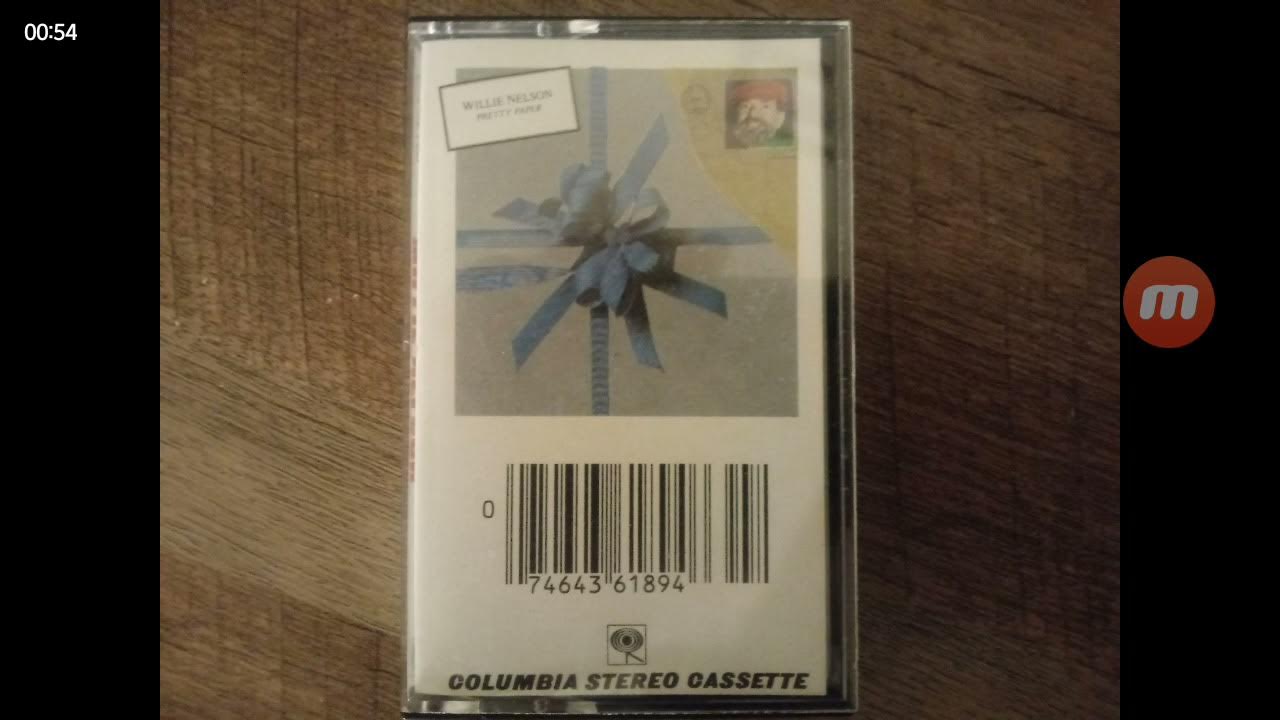 00:54
WILLIE NELSON
PRETTY PAPER
0
74643 61894
COLUMBIA STEREO CASSETTE